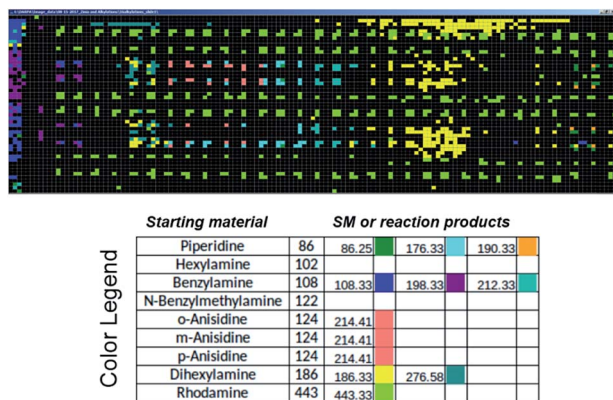 Starting material SM or reaction products
Color Legend
Piperidine 86 86.25 176.33 190.33
Hexylamine 102
Benzylamine 108 108.33 198.33 212.33
N-Benzylmethylamine 122
o-Anisidine 124 214.41
m-Anisidine 124 214.41
p-Anisidine 124 214.41
Dihexylamine 186 186.33 276.58
Rhodamine 443 443.33